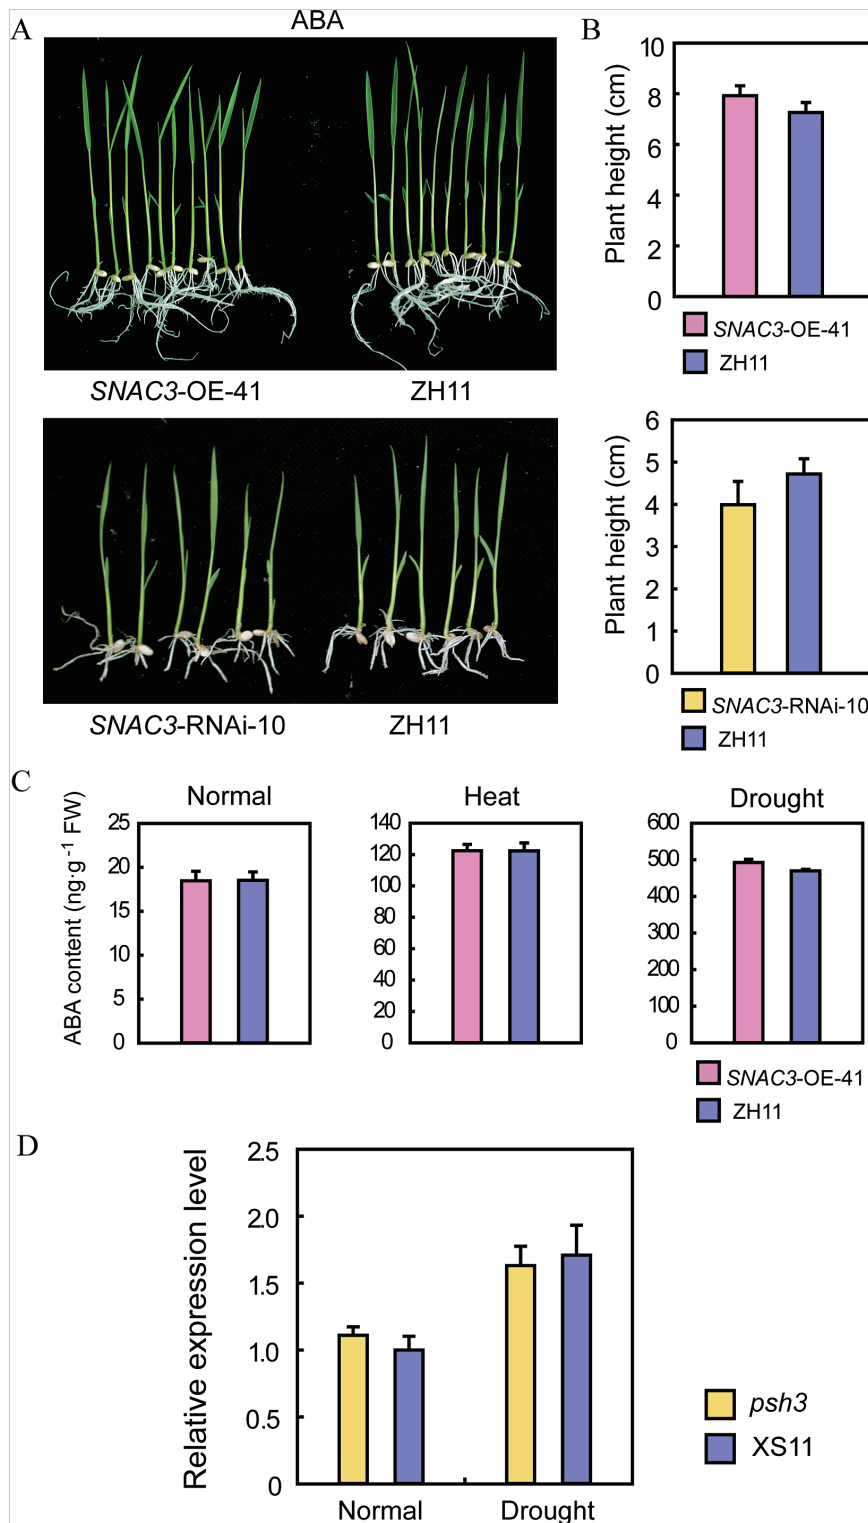 A
ABA
SNAC3-OE-41
ZH11
SNAC3-RNAi-10
ZH11
B
Plant height (cm)
10
8
6
4
2
0
SNAC3-OE-41
ZH11
Plant height (cm)
6
5
4
3
2
1
0
SNAC3-RNAi-10
ZH11
C
Normal
ABA content (ng·g⁻¹ FW)
25
20
15
10
5
0
Heat
140
120
100
80
60
40
20
0
Drought
600
500
400
300
200
100
0
SNAC3-OE-41
ZH11
D
Relative expression level
2.5
2.0
1.5
1.0
0.5
0
Normal
Drought
psh3
XS11